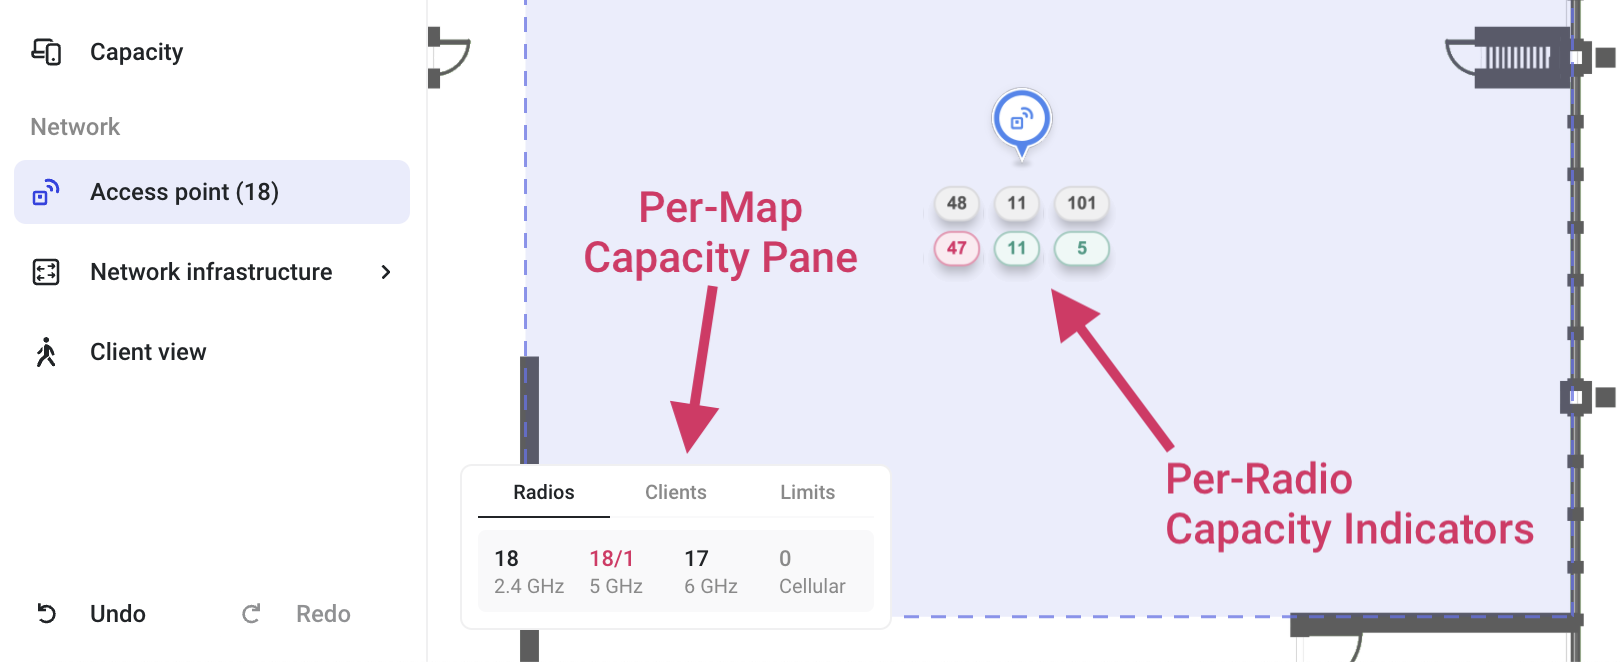 Capacity
Network
Access point (18)
Network infrastructure
Client view
Undo
Redo
Per-Map
Capacity Pane
48 11 101
47 11 5
Per-Radio
Capacity Indicators
Radios Clients Limits
18 18/1 17 0
2.4 GHz 5 GHz 6 GHz Cellular